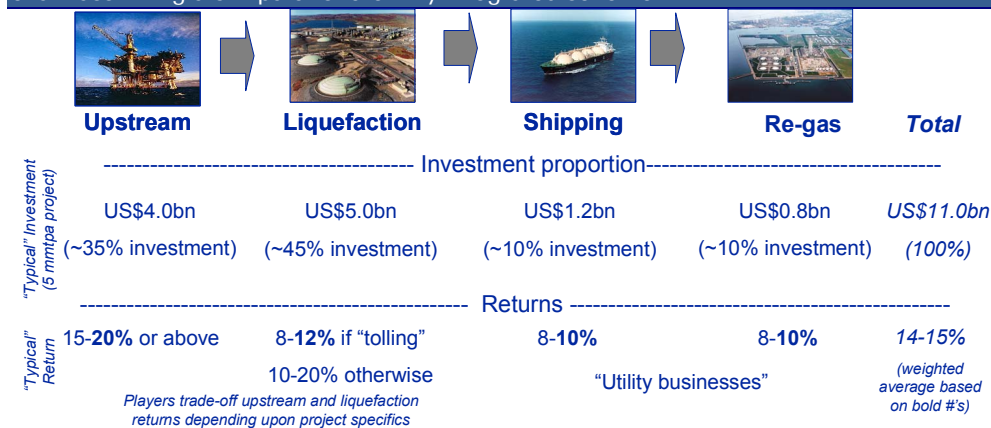 Upstream
Liquefaction
Shipping
Re-gas
Total
"Typical" Investment
(5 mmtpa project)
Investment proportion
US$4.0bn
US$5.0bn
US$1.2bn
US$0.8bn
US$11.0bn
(~35% investment)
(~45% investment)
(~10% investment)
(~10% investment)
(100%)
Returns
"Typical"
Return
15-20% or above
8-12% if "tolling"
8-10%
8-10%
14-15%
10-20% otherwise
"Utility businesses"
(weighted
average based
on bold #'s)
Players trade-off upstream and liquefaction
returns depending upon project specifics